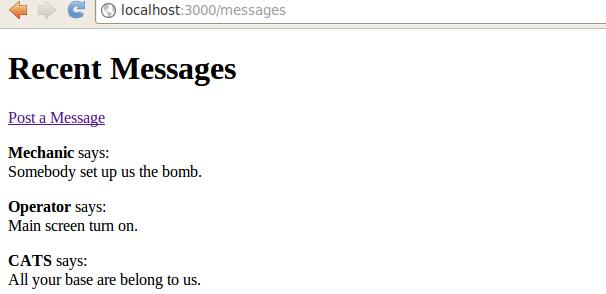 localhost:3000/messages
Recent Messages
Post a Message
Mechanic says:
Somebody set up us the bomb.
Operator says:
Main screen turn on.
CATS says:
All your base are belong to us.